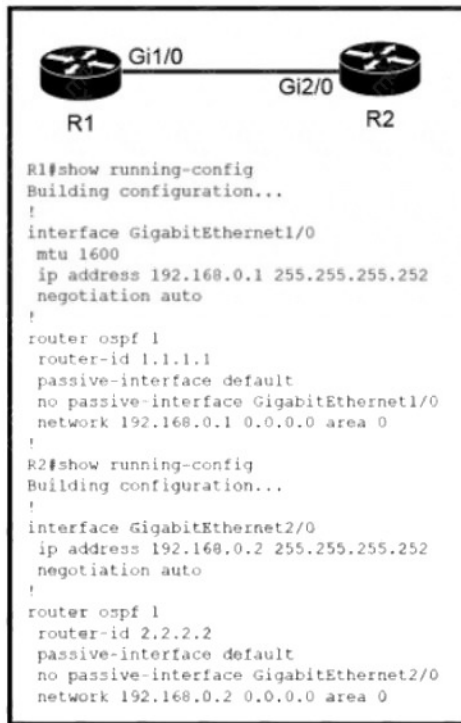 Gi1/0
Gi2/0
R1
R2
R1#show running-config
Building configuration...
!
interface GigabitEthernet1/0
mtu 1600
ip address 192.168.0.1 255.255.255.252
negotiation auto
!
router ospf 1
router-id 1.1.1.1
passive-interface default
no passive-interface GigabitEthernet1/0
network 192.168.0.1 0.0.0.0 area 0
!
R2#show running-config
Building configuration...
!
interface GigabitEthernet2/0
ip address 192.168.0.2 255.255.255.252
negotiation auto
!
router ospf 1
router-id 2.2.2.2
passive-interface default
no passive-interface GigabitEthernet2/0
network 192.168.0.2 0.0.0.0 area 0